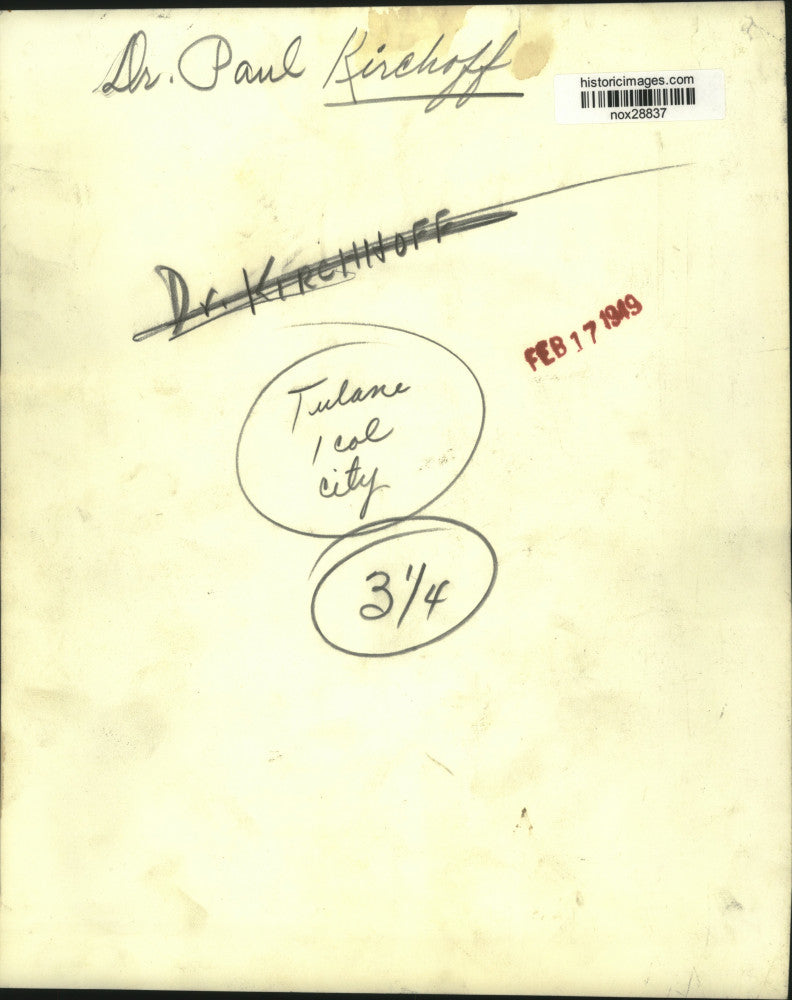 Dr. Paul Kirchoff
historicimages.com
nox28837
Dr. KIRCHHOFF
FEB 17 1949
Tulane
1 col
city
3 1/4